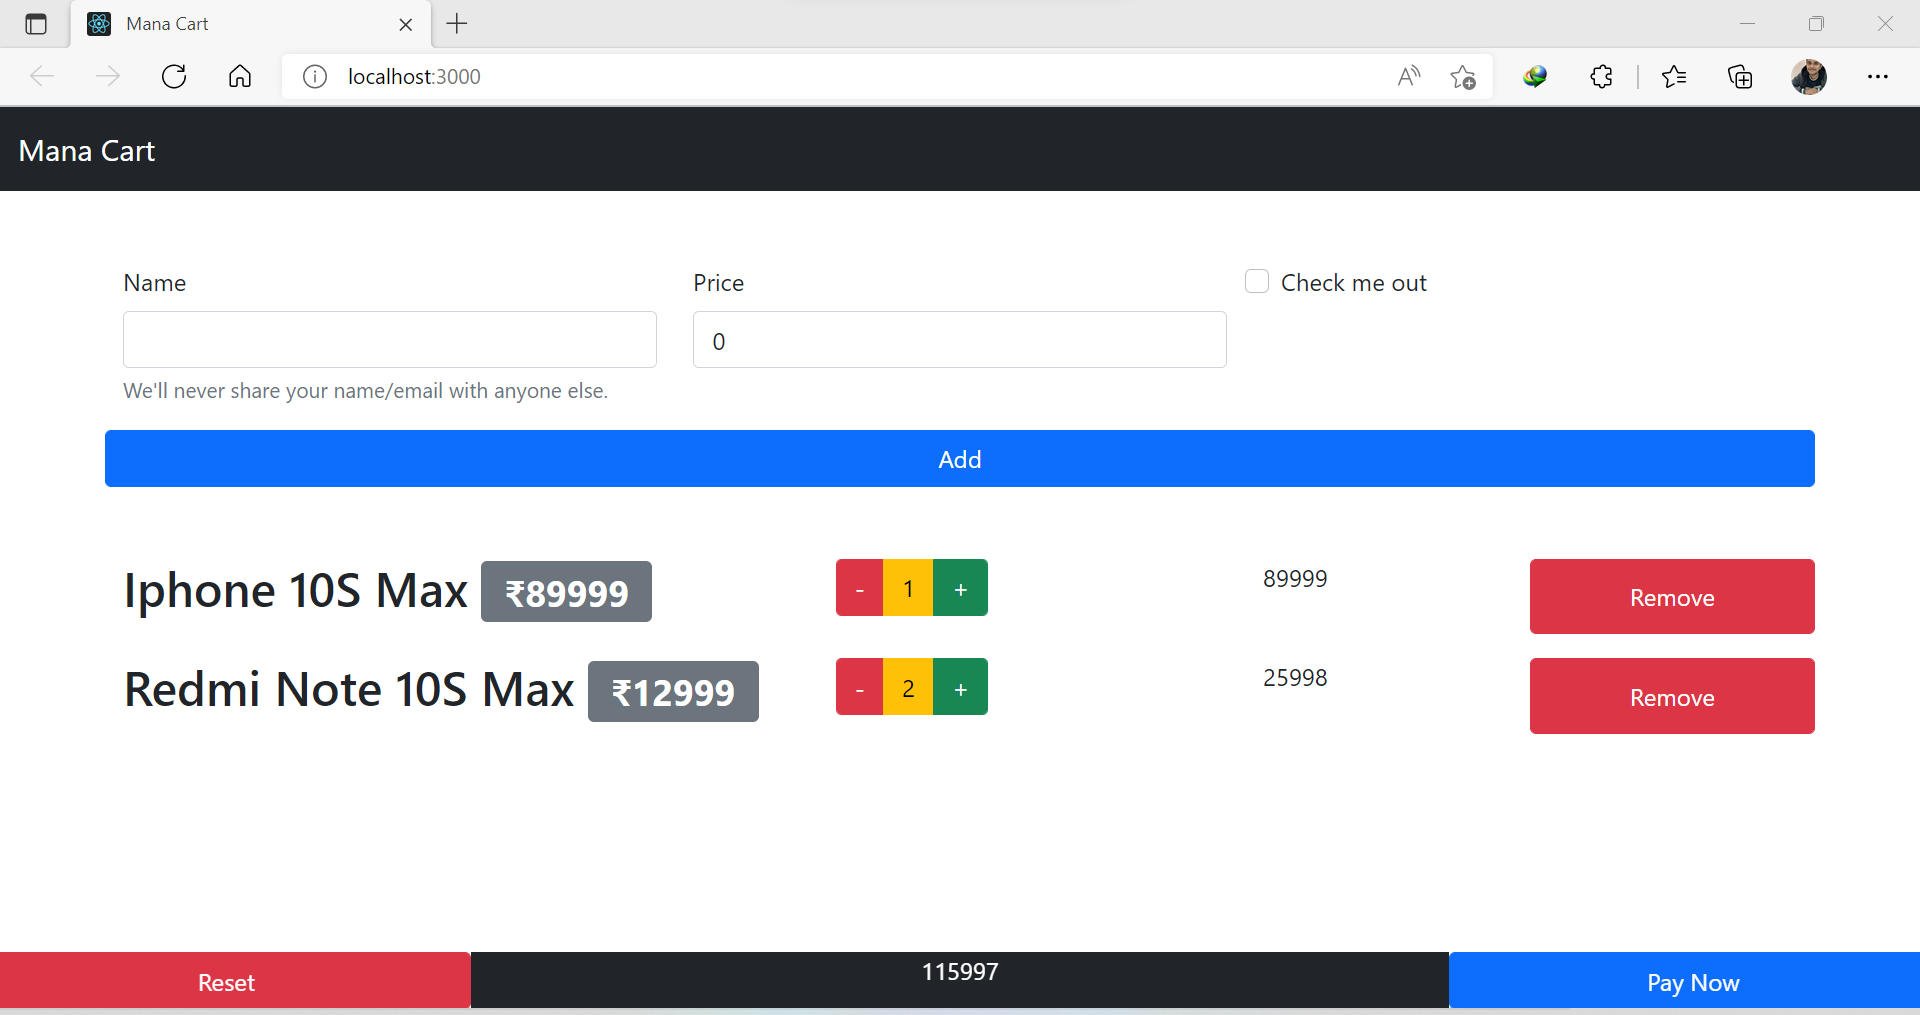 Mana Cart
localhost:3000
Mana Cart
Name
Price
Check me out
0
We'll never share your name/email with anyone else.
Add
Iphone 10S Max ₹89999 - 1 + 89999 Remove
Redmi Note 10S Max ₹12999 - 2 + 25998 Remove
Reset 115997 Pay Now